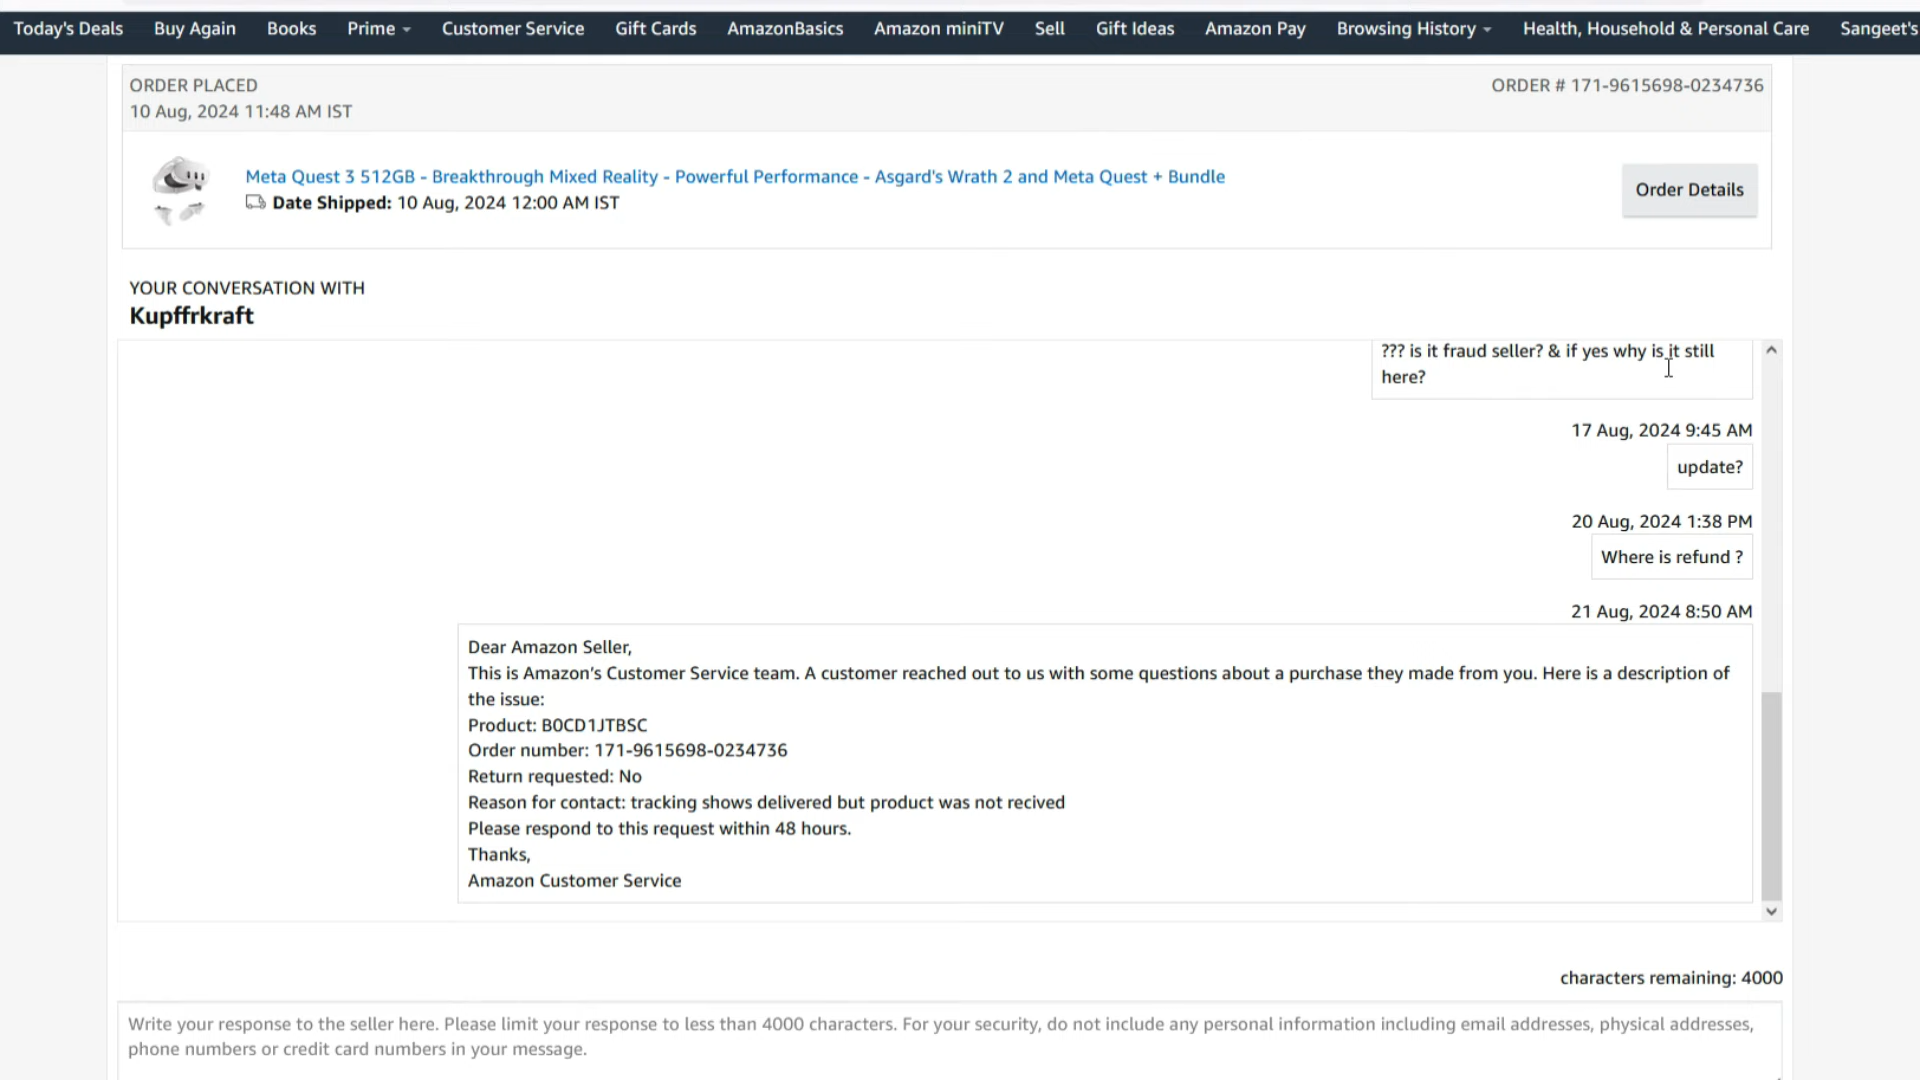 Today's Deals Buy Again Books Prime Customer Service Gift Cards AmazonBasics Amazon miniTV Sell Gift Ideas Amazon Pay Browsing History Health, Household & Personal Care Sangeet's
ORDER PLACED ORDER # 171-9615698-0234736
10 Aug, 2024 11:48 AM IST
Meta Quest 3 512GB - Breakthrough Mixed Reality - Powerful Performance - Asgard's Wrath 2 and Meta Quest + Bundle
Order Details
Date Shipped: 10 Aug, 2024 12:00 AM IST
YOUR CONVERSATION WITH
Kupffrkraft
??? is it fraud seller? & if yes why is it still
here?
17 Aug, 2024 9:45 AM
update?
20 Aug, 2024 1:38 PM
Where is refund ?
21 Aug, 2024 8:50 AM
Dear Amazon Seller,
This is Amazon's Customer Service team. A customer reached out to us with some questions about a purchase they made from you. Here is a description of
the issue:
Product: B0CD1JTBSC
Order number: 171-9615698-0234736
Return requested: No
Reason for contact: tracking shows delivered but product was not recived
Please respond to this request within 48 hours.
Thanks,
Amazon Customer Service
characters remaining: 4000
Write your response to the seller here. Please limit your response to less than 4000 characters. For your security, do not include any personal information including email addresses, physical addresses,
phone numbers or credit card numbers in your message.